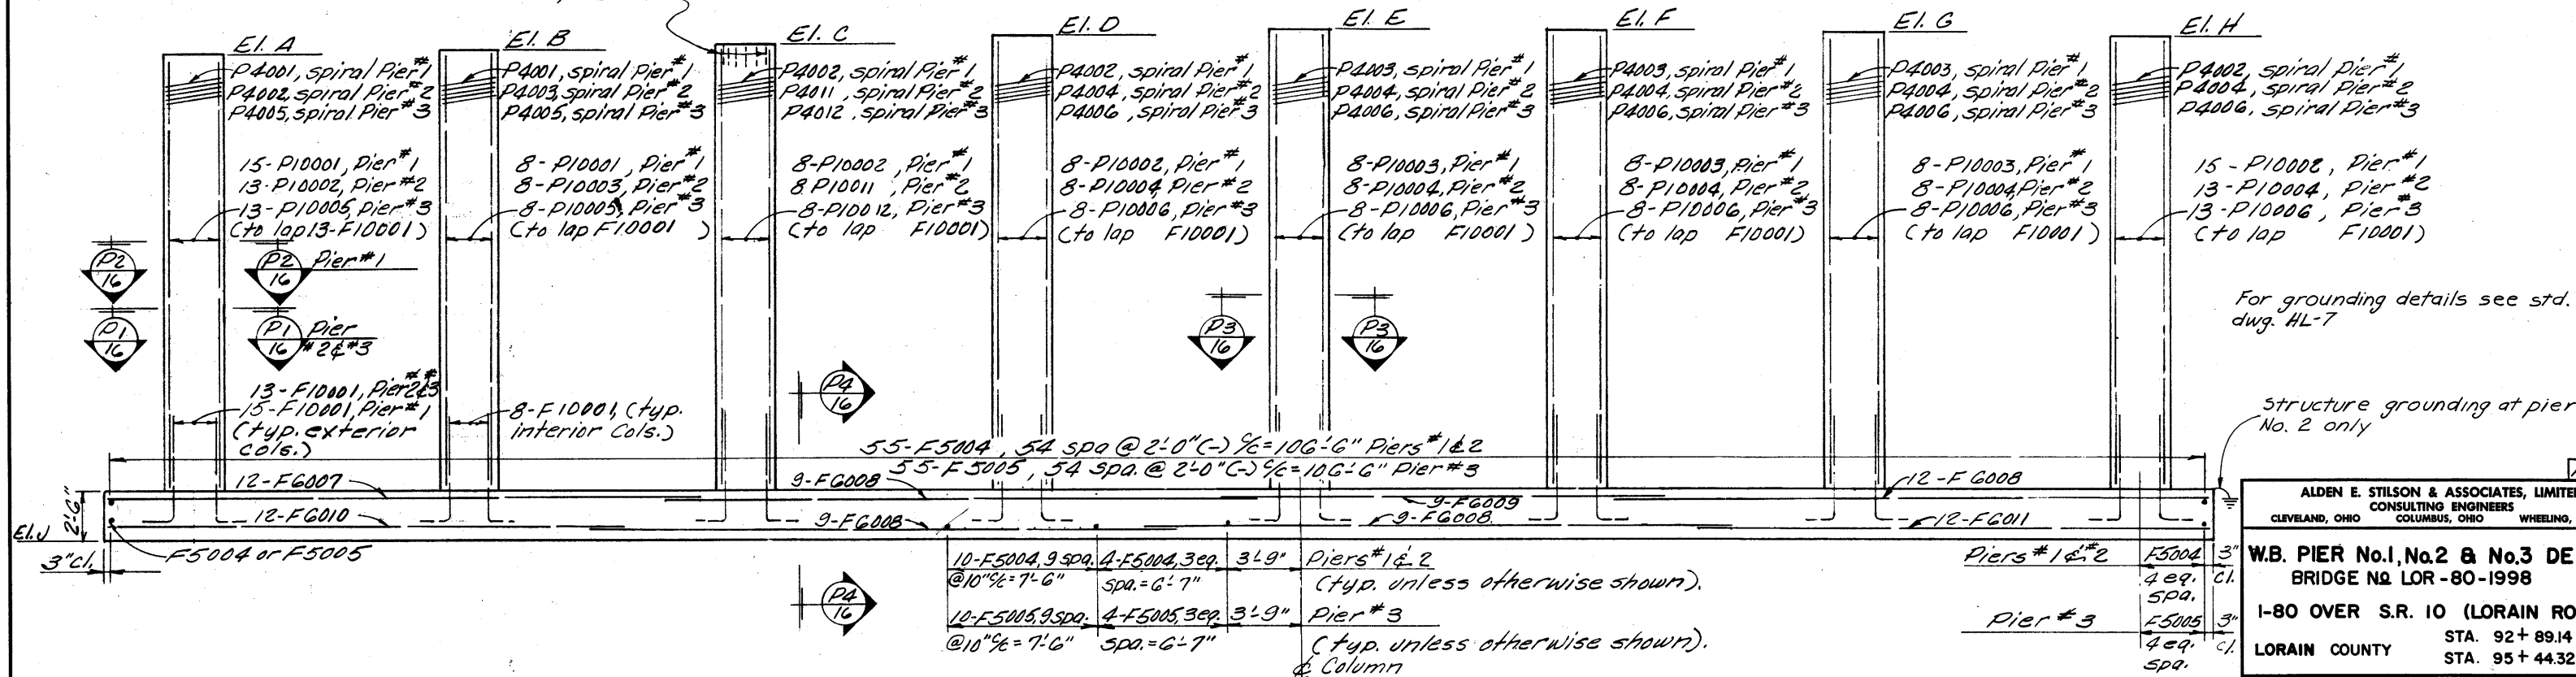 El. A
P4001, spiral Pier #1
P4002, spiral Pier #2
P4005, spiral Pier #3
15-P10001, Pier #1
13-P10002, Pier #2
13-P10005, Pier #3
(to lap 13-F10001)
El. B
P4001, spiral Pier #1
P4003, spiral Pier #2
P4005, spiral Pier #3
8-P10001, Pier #1
8-P10003, Pier #2
8-P10005, Pier #3
(to lap F10001)
El. C
P4002, spiral Pier #1
P4011, spiral Pier #2
P4012, spiral Pier #3
8-P10002, Pier #1
8 P10011, Pier #2
8-P10012, Pier #3
(to lap F10001)
El. D
P4002, spiral Pier #1
P4004, spiral Pier #2
P4006, spiral Pier #3
8-P10002, Pier #1
8-P10004, Pier #2
8-P10006, Pier #3
(to lap F10001)
El. E
P4003, spiral Pier #1
P4004, spiral Pier #2
P4006, spiral Pier #3
8-P10003, Pier #1
8-P10004, Pier #2
8-P10006, Pier #3
(to lap F10001)
El. F
P4003, spiral Pier #1
P4004, spiral Pier #2
P4006, spiral Pier #3
8-P10003, Pier #1
8-P10004, Pier #2
8-P10006, Pier #3
(to lap F10001)
El. G
P4003, spiral Pier #1
P4004, spiral Pier #2
P4006, spiral Pier #3
8-P10003, Pier #1
8-P10004, Pier #2
8-P10006, Pier #3
(to lap F10001)
El. H
P4002, spiral Pier #1
P4004, spiral Pier #2
P4006, spiral Pier #3
15-P10002, Pier #1
13-P10004, Pier #2
13-P10006, Pier #3
(to lap F10001)
P2
16
P2
16
Pier #1
P1
16
P1
16
Pier
#2 & #3
P3
16
P3
16
P4
16
For grounding details see std.
dwg. HL-7
13-F10001, Pier #2 & #3
15-F10001, Pier #1
(typ. exterior
Cols.)
8-F10001, (typ.
interior Cols.)
Structure grounding at pier
No. 2 only
55-F5004, 54 spa @ 2'-0"(-) c/c = 106'-6" Piers #1 & 2
55-F5005, 54 spa. @ 2'-0"(-) c/c = 106'-6" Pier #3
12-F6007
9-F6008
9-F6009
12-F6008
12-F6010
9-F6008
9-F6008
12-F6011
El. J
2'-6"
3" cl.
F5004 or F5005
10-F5004, 9 spa.
@10" c/c = 7'-6"
4-F5004, 3 eq.
spa. = 6'-7"
3'-9"
Piers #1 & 2
(typ. unless otherwise shown).
10-F5005, 9 spa.
@10" c/c = 7'-6"
4-F5005, 3 eq.
spa. = 6'-7"
3'-9"
Pier #3
(typ. unless otherwise shown).
℄ Column
P4
16
Piers #1 & #2
F5004
4 eq.
spa.
3"
cl.
Pier #3
F5005
4 eq.
spa.
3"
cl.
ALDEN E. STILSON & ASSOCIATES, LIMITE
CONSULTING ENGINEERS
CLEVELAND, OHIO COLUMBUS, OHIO WHEELING,
W.B. PIER No.1, No.2 & No.3 DE
BRIDGE No LOR-80-1998
I-80 OVER S.R. 10 (LORAIN RO
LORAIN COUNTY
STA. 92+89.14
STA. 95+44.32